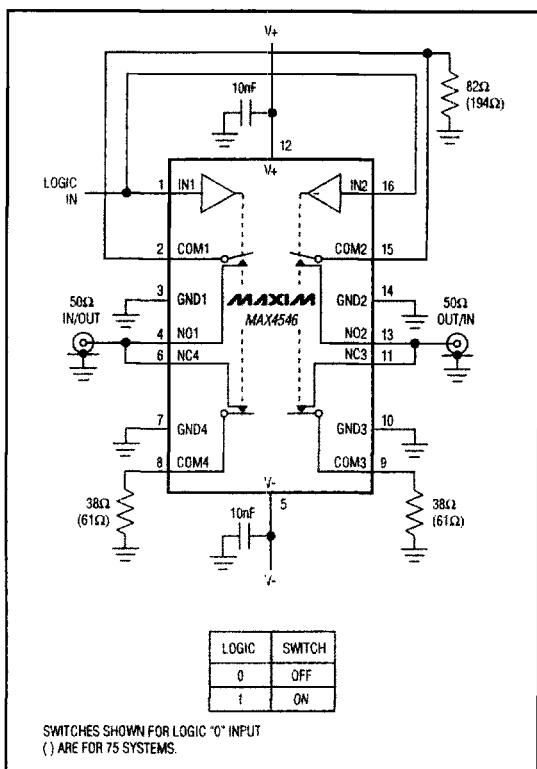 V+
10nF
82Ω
(194Ω)
12
V+
LOGIC
IN
1
IN1
IN2
16
2
COM1
COM2
15
3
GND1
MAXIM
MAX4546
GND2
14
50Ω
IN/OUT
50Ω
OUT/IN
4
NO1
NO2
13
6
NC4
NC3
11
7
GND4
GND3
10
8
COM4
COM3
9
38Ω
(61Ω)
38Ω
(61Ω)
10nF
V-
5
V-
LOGIC SWITCH
0 OFF
1 ON
SWITCHES SHOWN FOR LOGIC "0" INPUT
( ) ARE FOR 75 SYSTEMS.